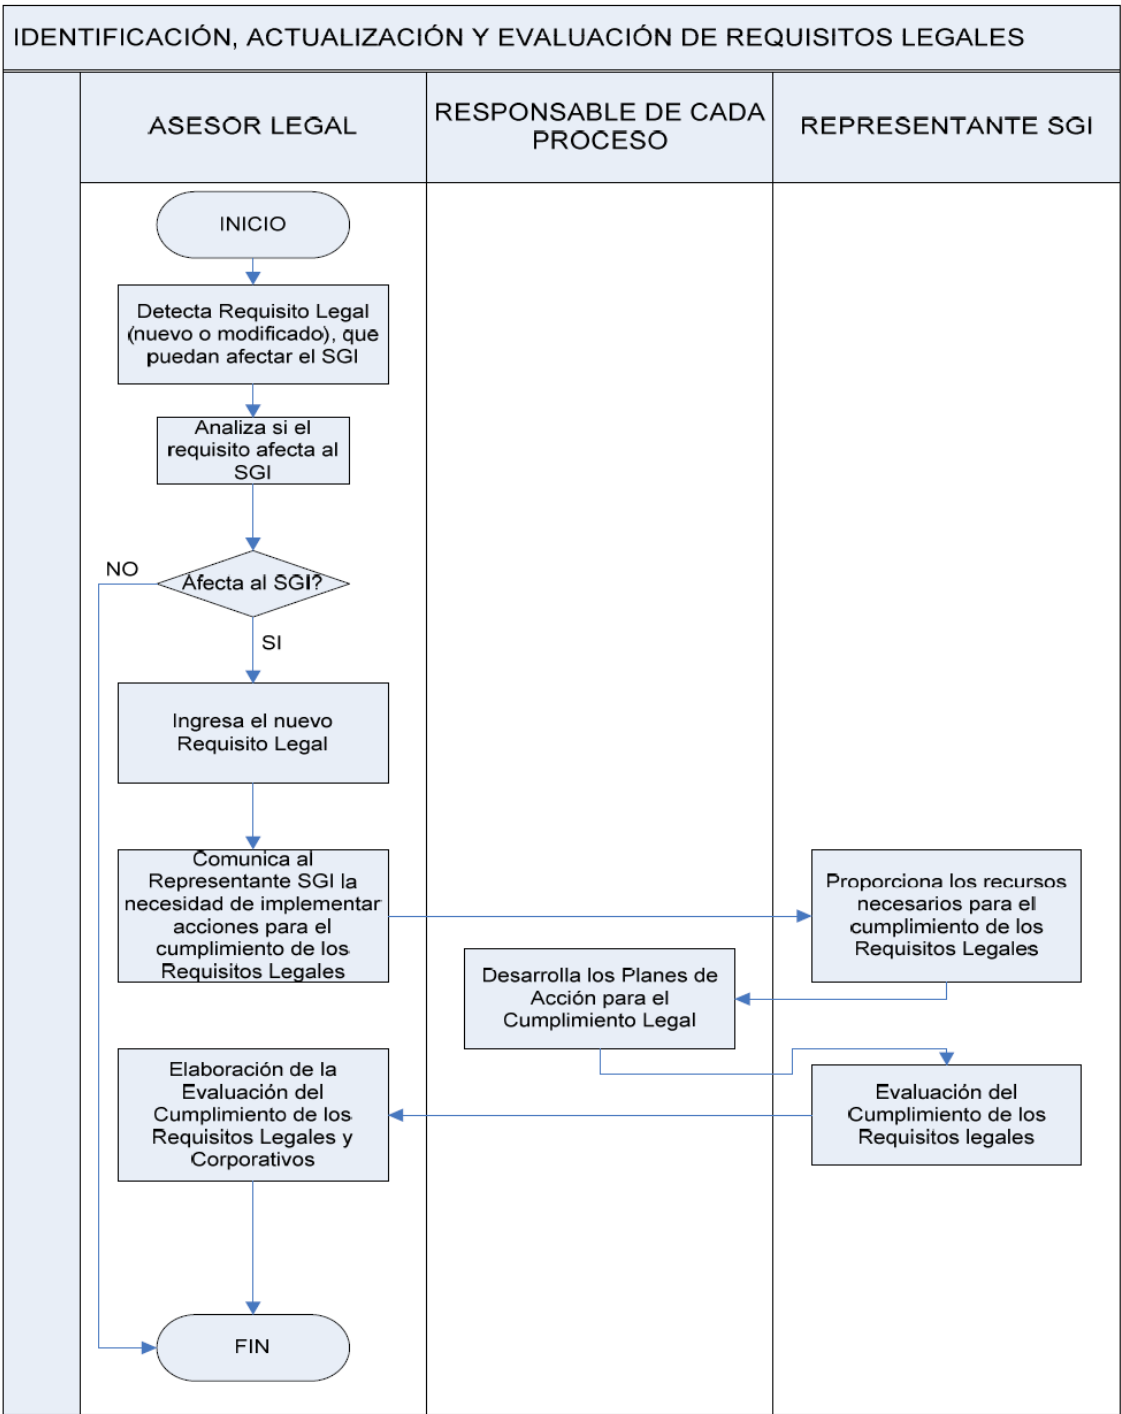 IDENTIFICACIÓN, ACTUALIZACIÓN Y EVALUACIÓN DE REQUISITOS LEGALES
ASESOR LEGAL
RESPONSABLE DE CADA
PROCESO
REPRESENTANTE SGI
INICIO
Detecta Requisito Legal
(nuevo o modificado), que
puedan afectar el SGI
Analiza si el
requisito afecta al
SGI
Afecta al SGI?
NO
SI
Ingresa el nuevo
Requisito Legal
Comunica al
Representante SGI la
necesidad de implementar
acciones para el
cumplimiento de los
Requisitos Legales
Proporciona los recursos
necesarios para el
cumplimiento de los
Requisitos Legales
Desarrolla los Planes de
Acción para el
Cumplimiento Legal
Evaluación del
Cumplimiento de los
Requisitos legales
Elaboración de la
Evaluación del
Cumplimiento de los
Requisitos Legales y
Corporativos
FIN